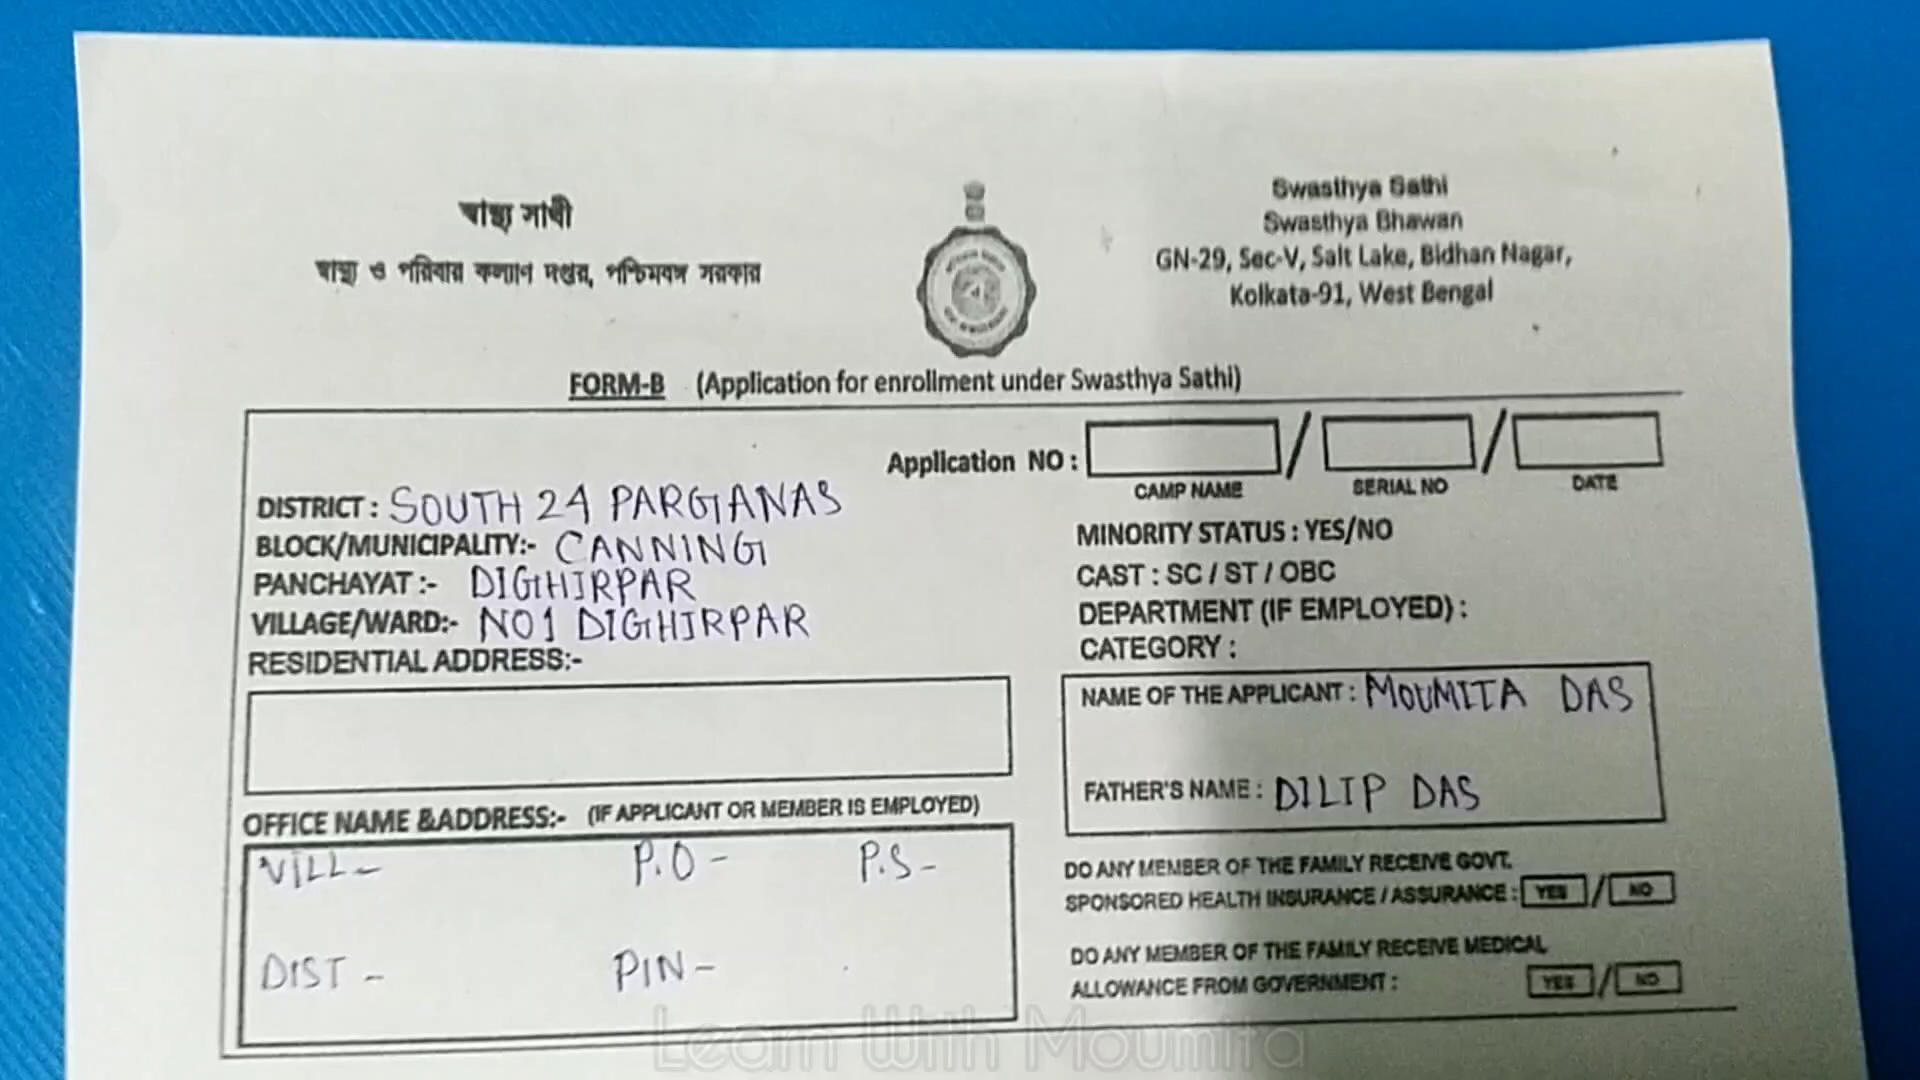 স্বাস্থ্য সাথী
স্বাস্থ্য ও পরিবার কল্যাণ দপ্তর, পশ্চিমবঙ্গ সরকার
Swasthya Sathi
Swasthya Bhawan
GN-29, Sec-V, Salt Lake, Bidhan Nagar,
Kolkata-91, West Bengal
FORM-B (Application for enrollment under Swasthya Sathi)
Application NO : / /
CAMP NAME SERIAL NO DATE
DISTRICT : SOUTH 24 PARGANAS
BLOCK/MUNICIPALITY:- CANNING
PANCHAYAT :- DIGHIRPAR
VILLAGE/WARD:- NO1 DIGHIRPAR
RESIDENTIAL ADDRESS:-
OFFICE NAME &ADDRESS:- (IF APPLICANT OR MEMBER IS EMPLOYED)
VILL- P.O - P.S-
DIST - PIN-
MINORITY STATUS : YES/NO
CAST : SC / ST / OBC
DEPARTMENT (IF EMPLOYED) :
CATEGORY :
NAME OF THE APPLICANT : MOUMITA DAS
FATHER'S NAME : DILIP DAS
DO ANY MEMBER OF THE FAMILY RECEIVE GOVT.
SPONSORED HEALTH INSURANCE / ASSURANCE : YES / NO
DO ANY MEMBER OF THE FAMILY RECEIVE MEDICAL
ALLOWANCE FROM GOVERNMENT : YES / NO
Learn With Moumita